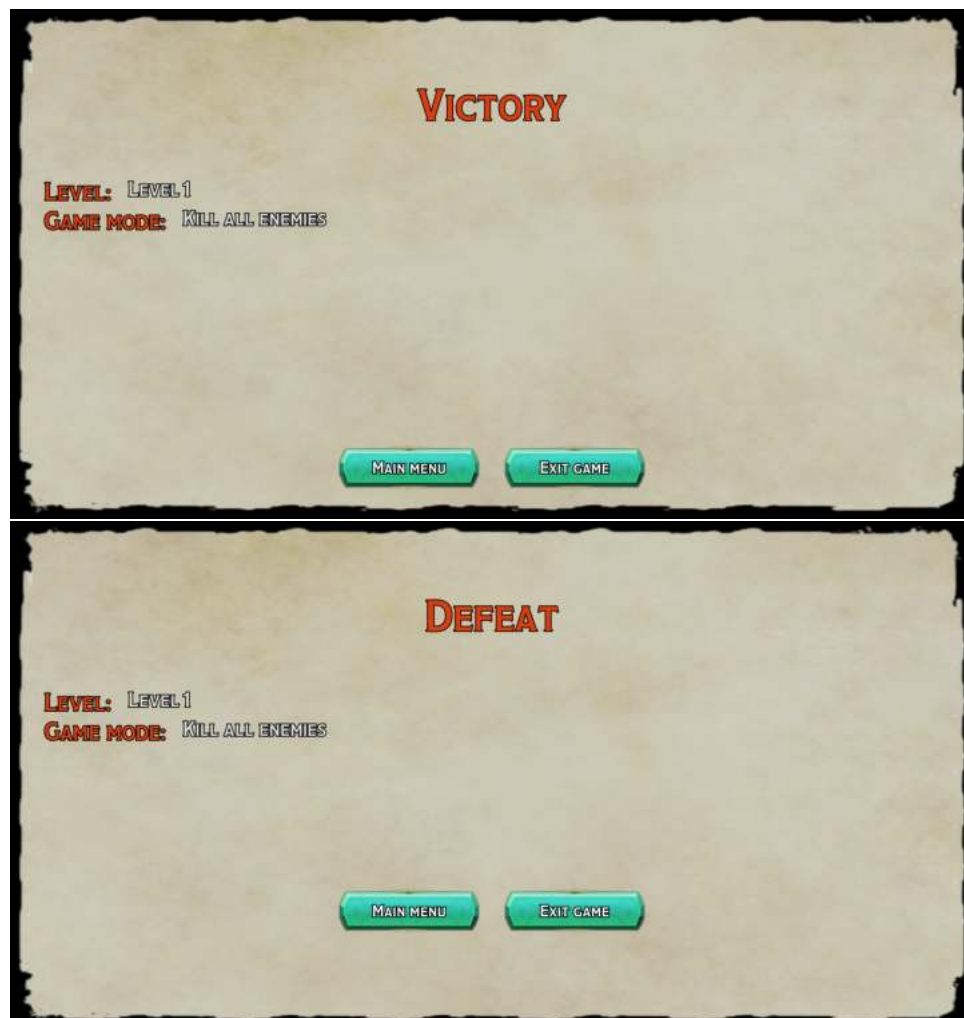 Victory
Level: Level 1
Game mode: Kill all enemies
Main menu Exit game
Defeat
Level: Level 1
Game mode: Kill all enemies
Main menu Exit game